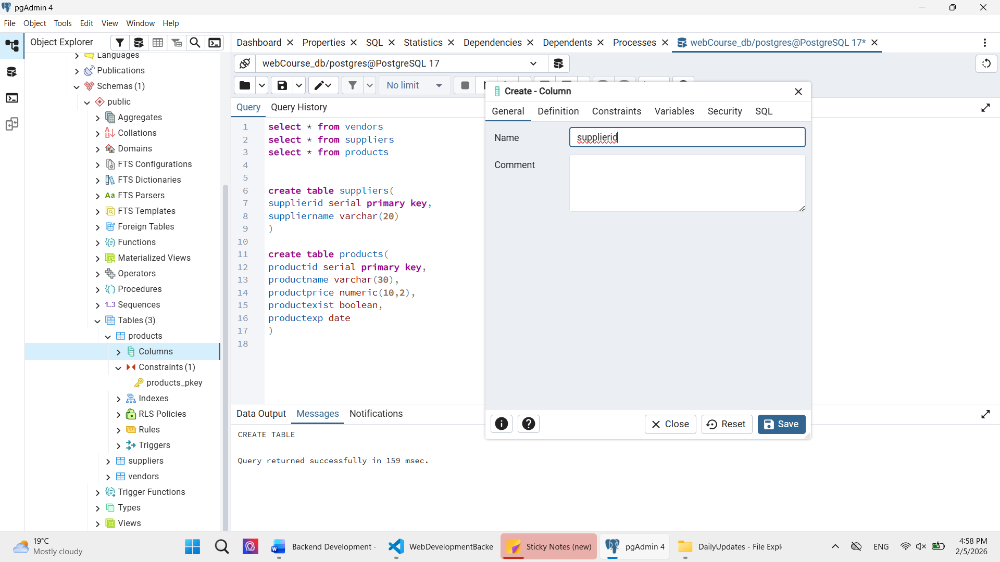 pgAdmin 4
File Object Tools Edit View Window Help
Object Explorer
Dashboard Properties SQL Statistics Dependencies Dependents Processes webCourse_db/postgres@PostgreSQL 17*
Languages
Publications
Schemas (1)
public
Aggregates
Collations
Domains
FTS Configurations
FTS Dictionaries
Aa FTS Parsers
FTS Templates
Foreign Tables
Functions
Materialized Views
Operators
Procedures
1..3 Sequences
Tables (3)
products
Columns
Constraints (1)
products_pkey
Indexes
RLS Policies
Rules
Triggers
suppliers
vendors
Trigger Functions
Types
Views
webCourse_db/postgres@PostgreSQL 17
No limit
Query Query History
1 select * from vendors
2 select * from suppliers
3 select * from products
4
5
6 create table suppliers(
7 supplierid serial primary key,
8 suppliername varchar(20)
9 )
10
11 create table products(
12 productid serial primary key,
13 productname varchar(30),
14 productprice numeric(10,2),
15 productexist boolean,
16 productexp date
17 )
18
Data Output Messages Notifications
CREATE TABLE
Query returned successfully in 159 msec.
Create - Column
General Definition Constraints Variables Security SQL
Name supplierid
Comment
Close Reset Save
19°C
Mostly cloudy
Backend Development -
WebDevelopmentBacke
Sticky Notes (new)
pgAdmin 4
DailyUpdates - File Expl
ENG
4:58 PM
2/5/2026